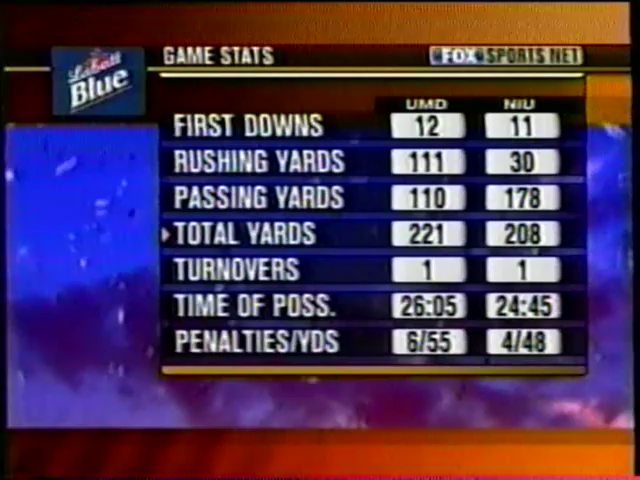 Labatt
Blue
GAME STATS
FOX SPORTS NET
UMD NIU
FIRST DOWNS 12 11
RUSHING YARDS 111 30
PASSING YARDS 110 178
TOTAL YARDS 221 208
TURNOVERS 1 1
TIME OF POSS. 26:05 24:45
PENALTIES/YDS 6/55 4/48